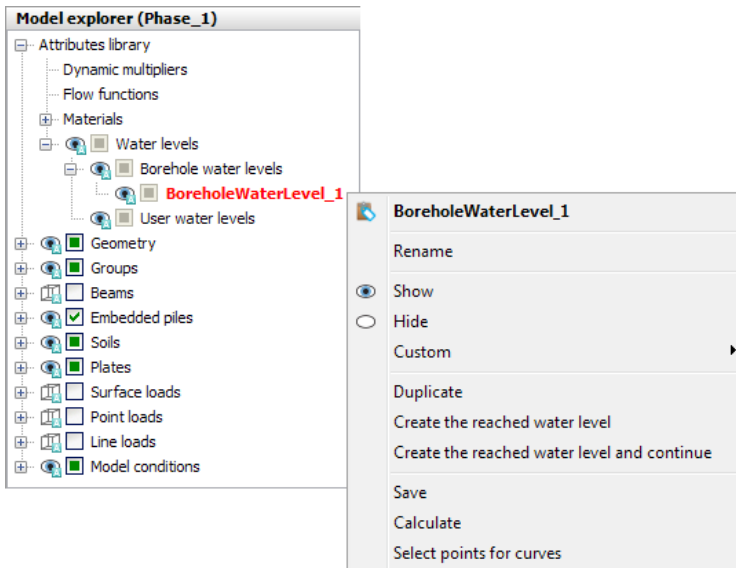 Model explorer (Phase_1)
Attributes library
Dynamic multipliers
Flow functions
Materials
Water levels
Borehole water levels
BoreholeWaterLevel_1
User water levels
Geometry
Groups
Beams
Embedded piles
Soils
Plates
Surface loads
Point loads
Line loads
Model conditions
BoreholeWaterLevel_1
Rename
Show
Hide
Custom
Duplicate
Create the reached water level
Create the reached water level and continue
Save
Calculate
Select points for curves